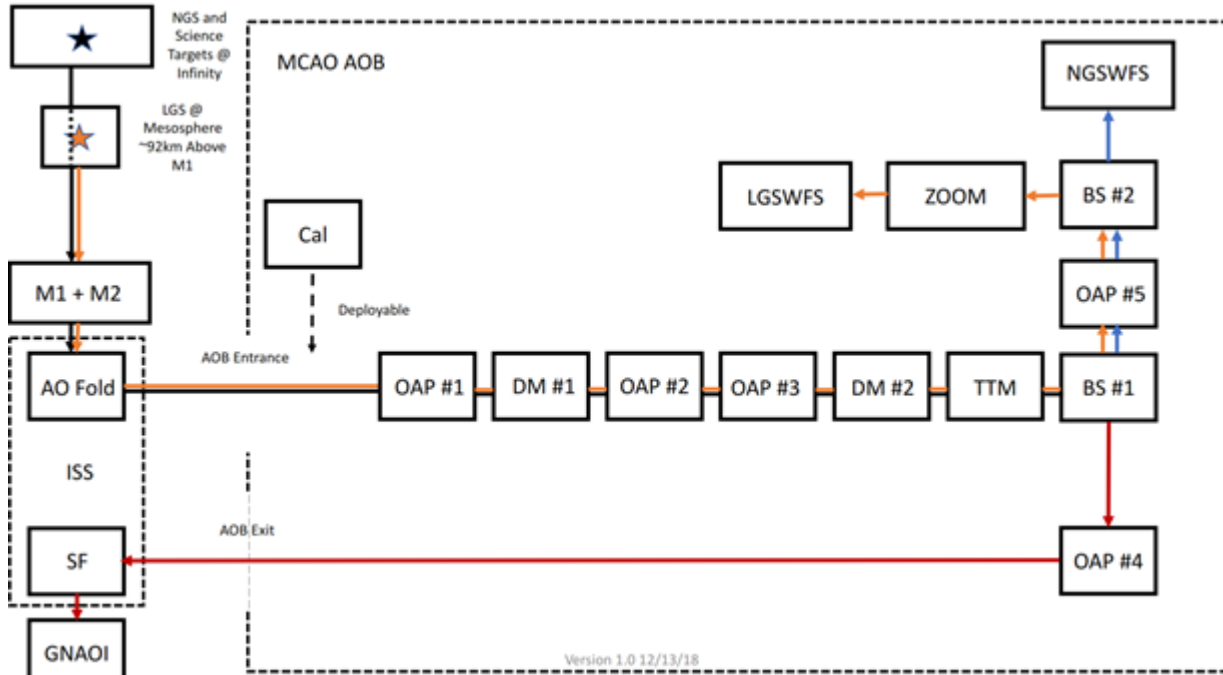 NGS and
Science
Targets @
Infinity
LGS @
Mesosphere
~92km Above
M1
MCAO AOB
NGSWFS
LGSWFS
ZOOM
BS #2
Cal
Deployable
M1 + M2
OAP #5
AOB Entrance
AO Fold
OAP #1
DM #1
OAP #2
OAP #3
DM #2
TTM
BS #1
ISS
AOB Exit
SF
OAP #4
GNAOI
Version 1.0 12/13/18